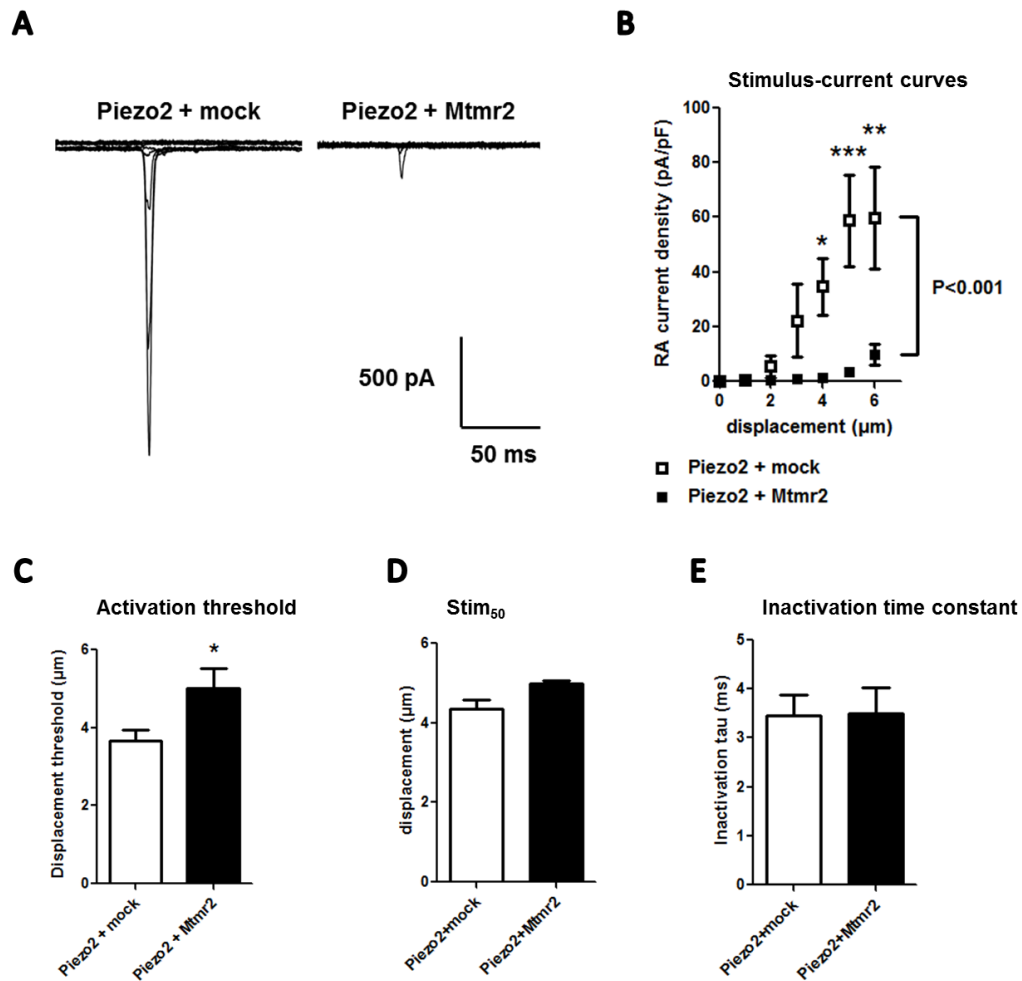 A
B
Piezo2 + mock
Piezo2 + Mtmr2
500 pA
50 ms
Stimulus-current curves
RA current density (pA/pF)
100
80
60
40
20
0
0
2
4
6
*
***
**
P<0.001
displacement (µm)
Piezo2 + mock
Piezo2 + Mtmr2
C
D
E
Activation threshold
Displacement threshold (µm)
6
4
2
0
*
Piezo2 + mock
Piezo2 + Mtmr2
Stim50
displacement (µm)
6
4
2
0
Piezo2+mock
Piezo2+Mtmr2
Inactivation time constant
Inactivation tau (ms)
5
4
3
2
1
0
Piezo2+mock
Piezo2+Mtmr2